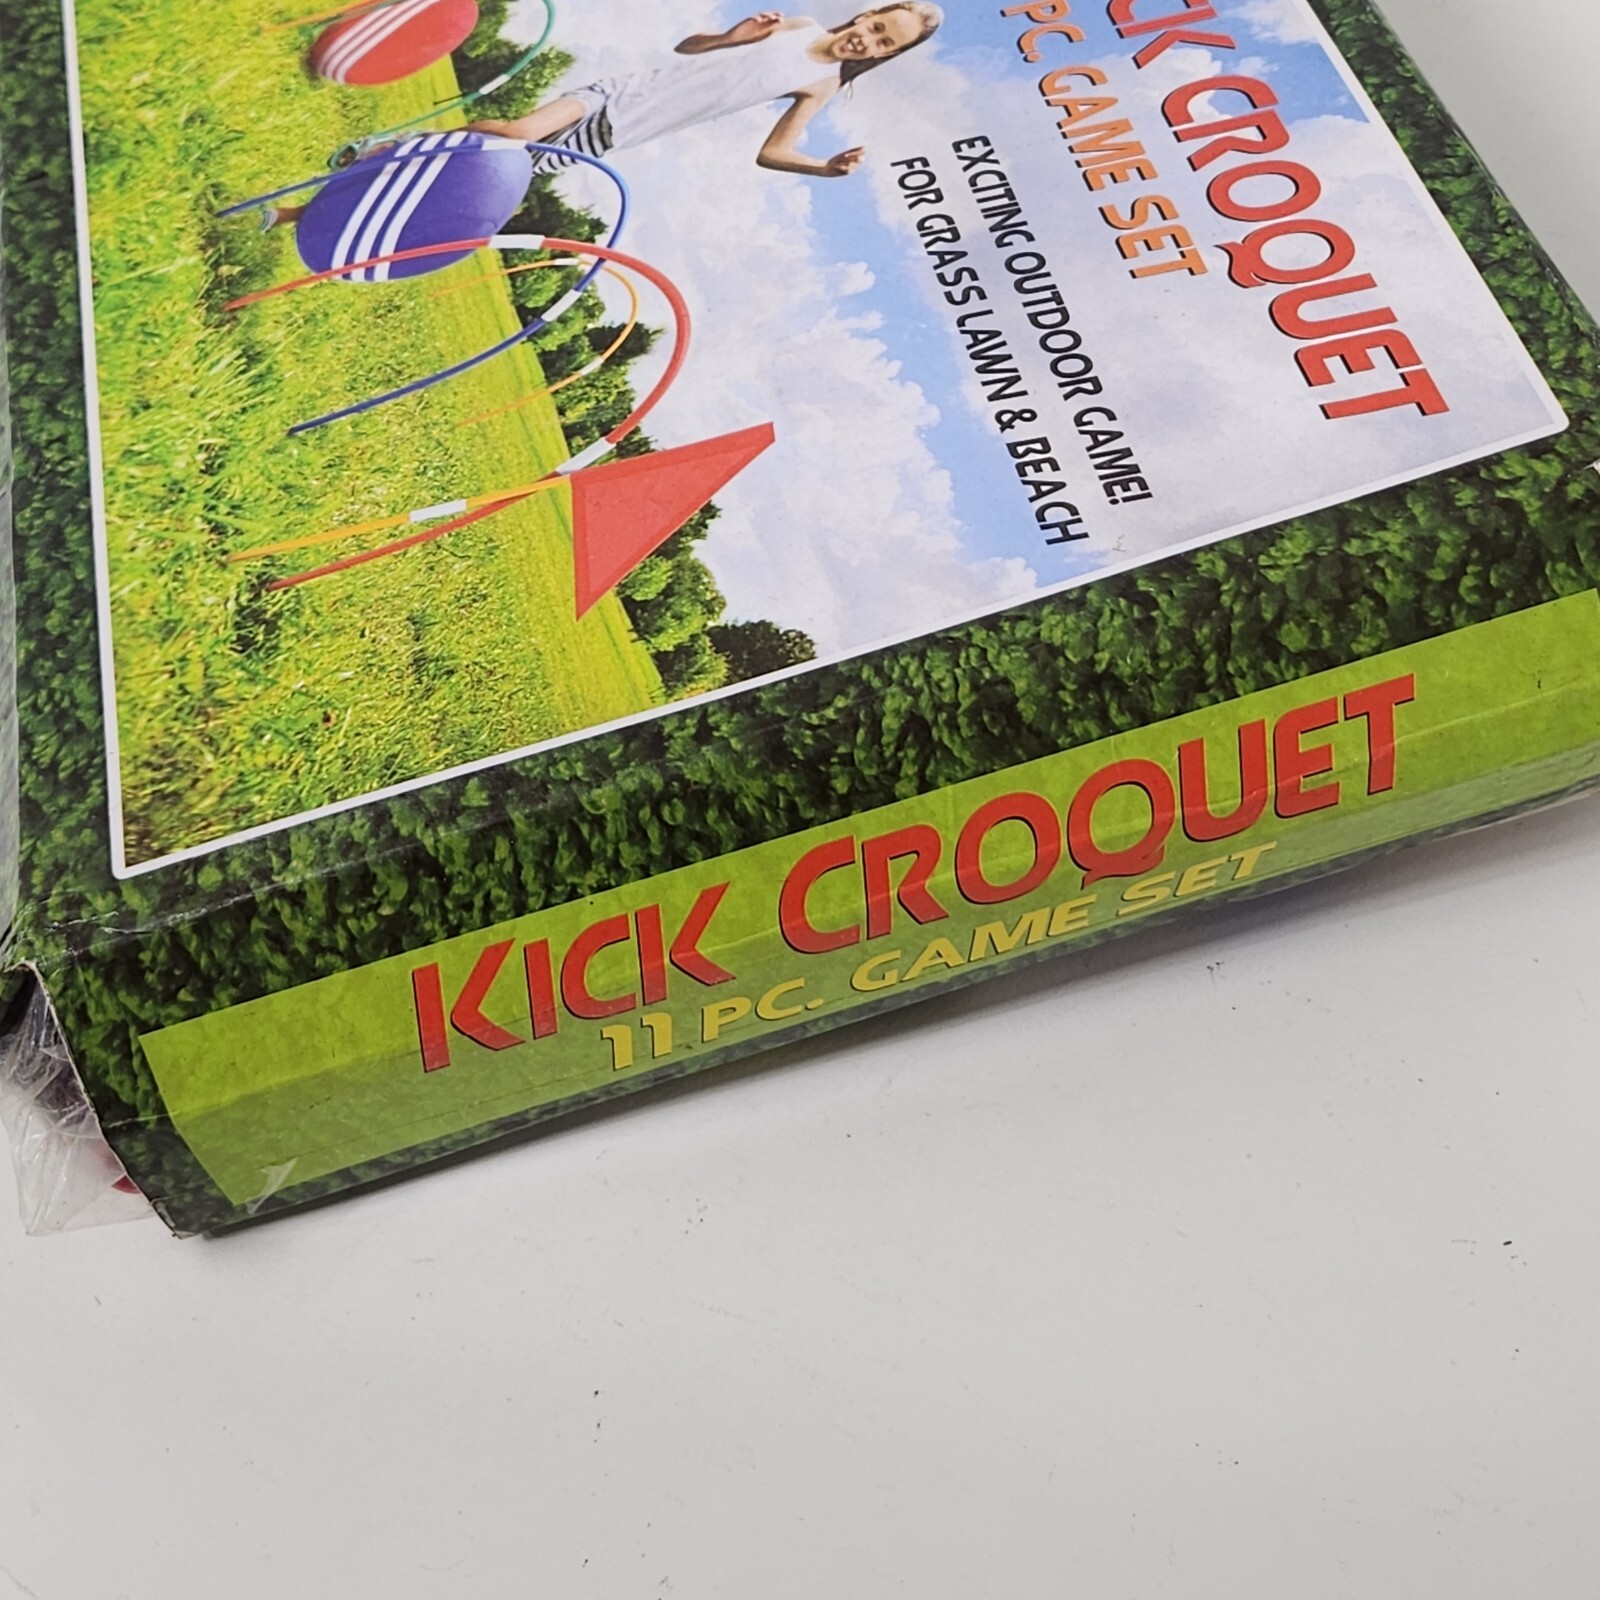 CK CROQUET
PC. GAME SET
EXCITING OUTDOOR GAME!
FOR GRASS LAWN & BEACH
KICK CROQUET
11 PC. GAME SET